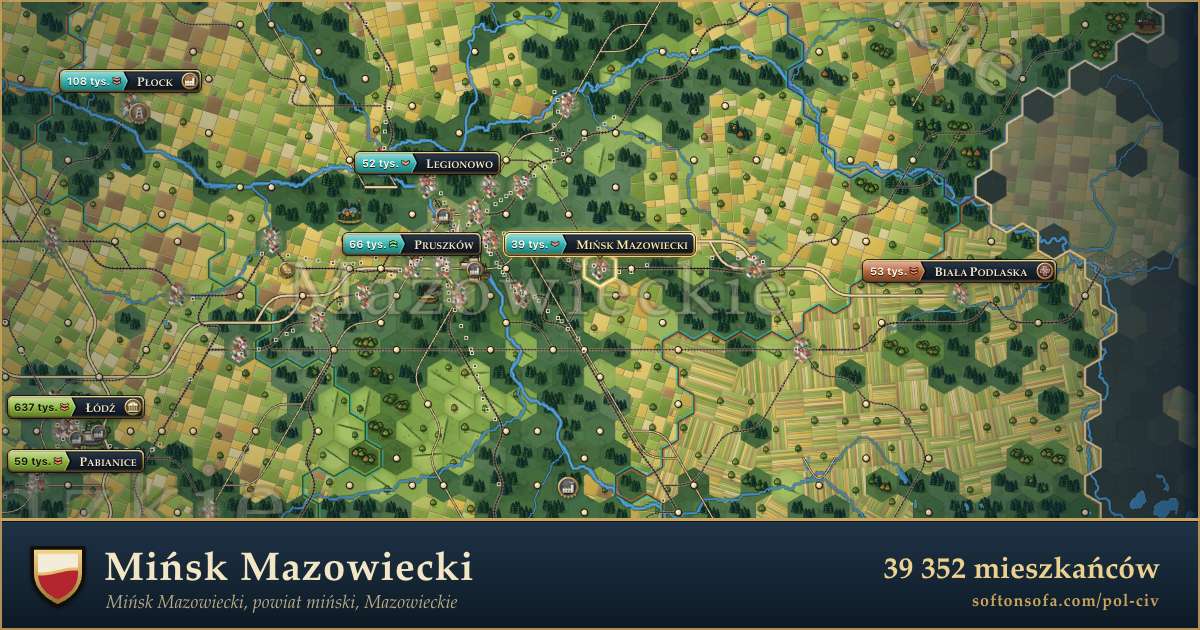 108 tys. PŁOCK
52 tys. LEGIONOWO
66 tys. PRUSZKÓW
39 tys. MIŃSK MAZOWIECKI
53 tys. BIAŁA PODLASKA
Mazowieckie
637 tys. ŁÓDŹ
59 tys. PABIANICE
Mińsk Mazowiecki
Mińsk Mazowiecki, powiat miński, Mazowieckie
39 352 mieszkańców
softonsofa.com/pol-civ